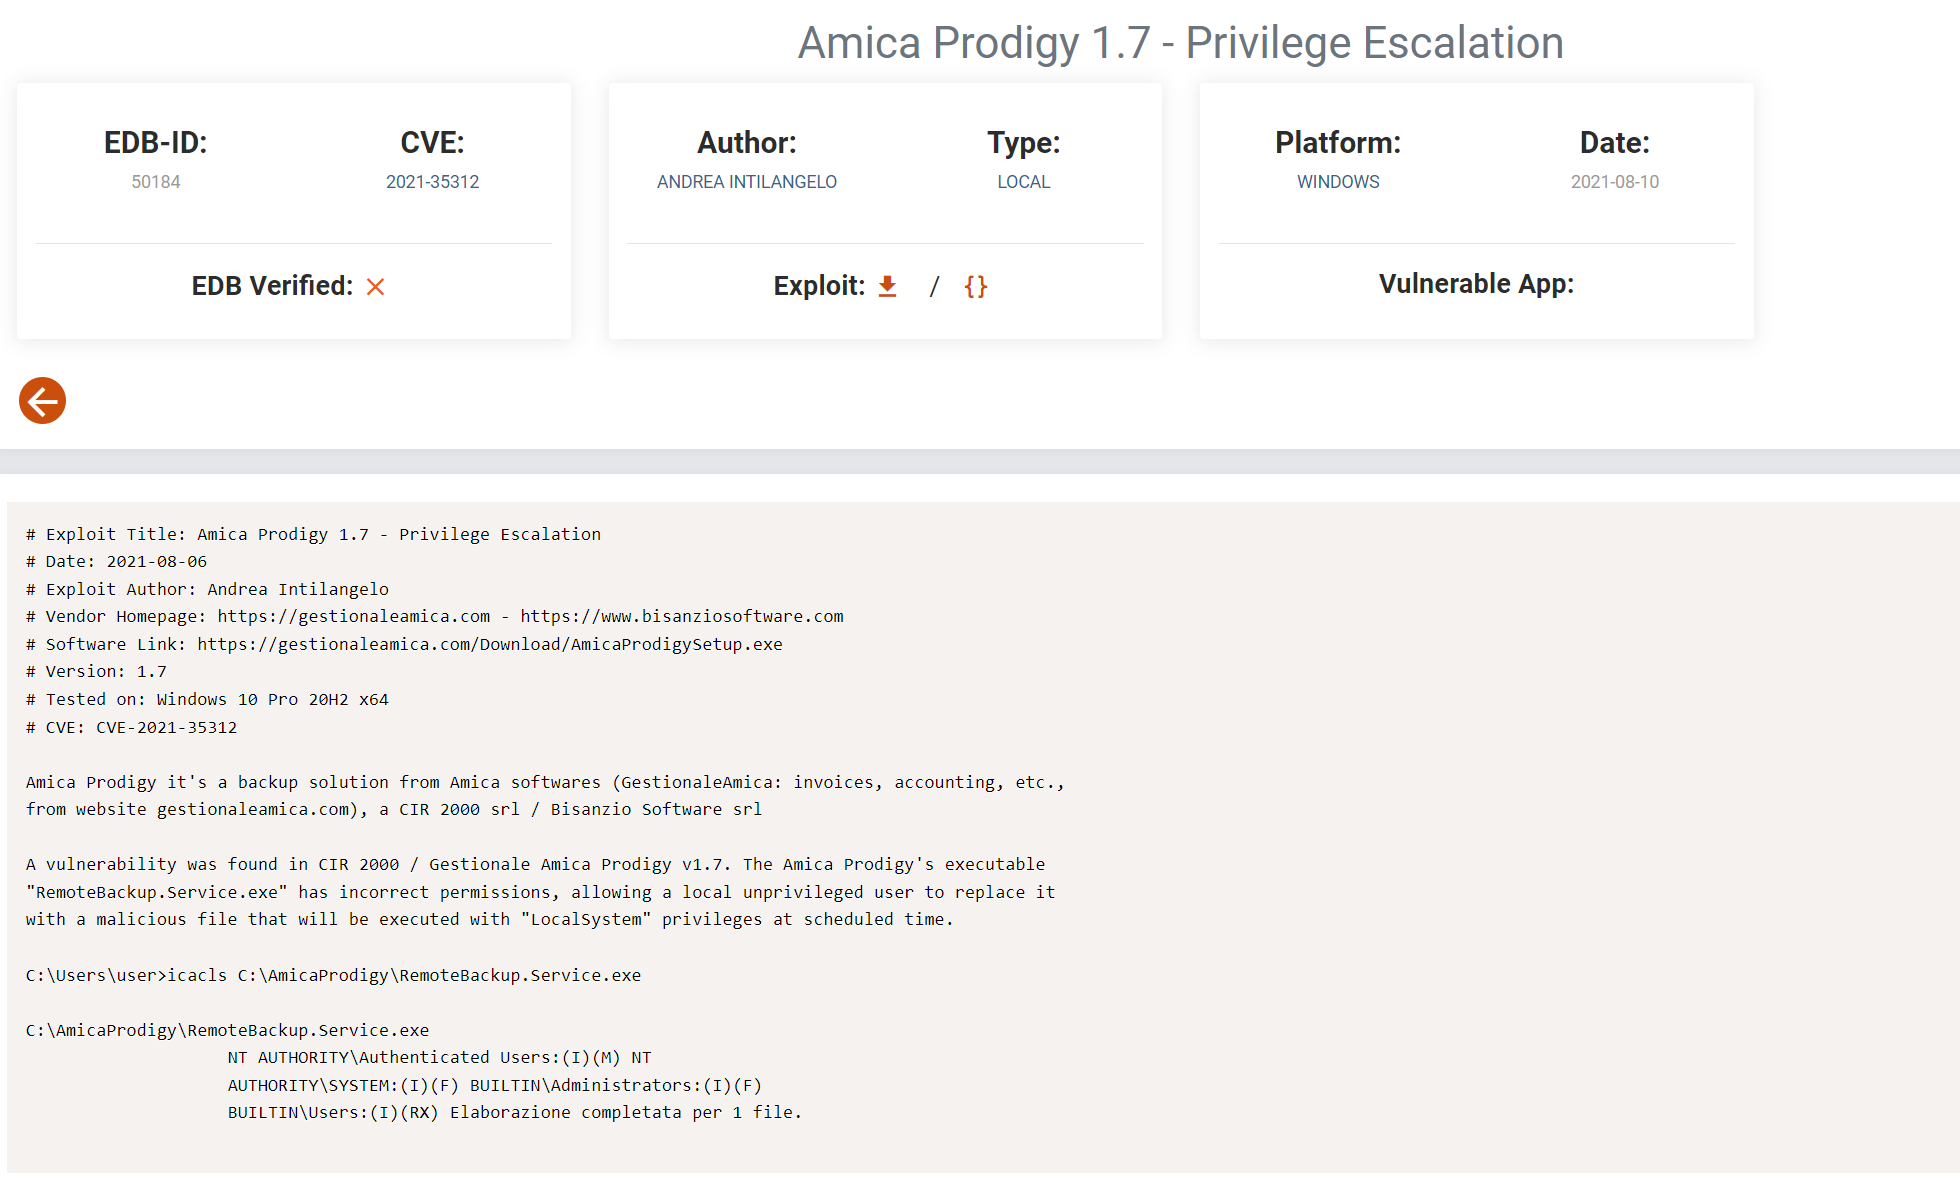 Amica Prodigy 1.7 - Privilege Escalation
EDB-ID:
50184
CVE:
2021-35312
EDB Verified:
Author:
ANDREA INTILANGELO
Type:
LOCAL
Exploit: / {}
Platform:
WINDOWS
Date:
2021-08-10
Vulnerable App:
# Exploit Title: Amica Prodigy 1.7 - Privilege Escalation
# Date: 2021-08-06
# Exploit Author: Andrea Intilangelo
# Vendor Homepage: https://gestionaleamica.com - https://www.bisanziosoftware.com
# Software Link: https://gestionaleamica.com/Download/AmicaProdigySetup.exe
# Version: 1.7
# Tested on: Windows 10 Pro 20H2 x64
# CVE: CVE-2021-35312
Amica Prodigy it's a backup solution from Amica softwares (GestionaleAmica: invoices, accounting, etc.,
from website gestionaleamica.com), a CIR 2000 srl / Bisanzio Software srl
A vulnerability was found in CIR 2000 / Gestionale Amica Prodigy v1.7. The Amica Prodigy's executable
"RemoteBackup.Service.exe" has incorrect permissions, allowing a local unprivileged user to replace it
with a malicious file that will be executed with "LocalSystem" privileges at scheduled time.
C:\Users\user>icacls C:\AmicaProdigy\RemoteBackup.Service.exe
C:\AmicaProdigy\RemoteBackup.Service.exe
NT AUTHORITY\Authenticated Users:(I)(M) NT
AUTHORITY\SYSTEM:(I)(F) BUILTIN\Administrators:(I)(F)
BUILTIN\Users:(I)(RX) Elaborazione completata per 1 file.